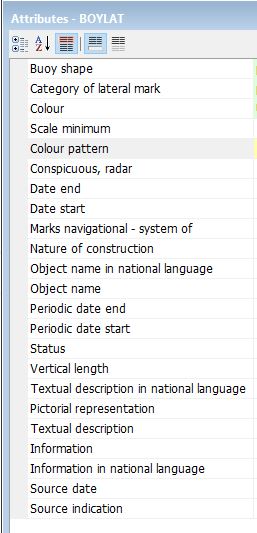 Attributes - BOYLAT
Buoy shape
Category of lateral mark
Colour
Scale minimum
Colour pattern
Conspicuous, radar
Date end
Date start
Marks navigational - system of
Nature of construction
Object name in national language
Object name
Periodic date end
Periodic date start
Status
Vertical length
Textual description in national language
Pictorial representation
Textual description
Information
Information in national language
Source date
Source indication